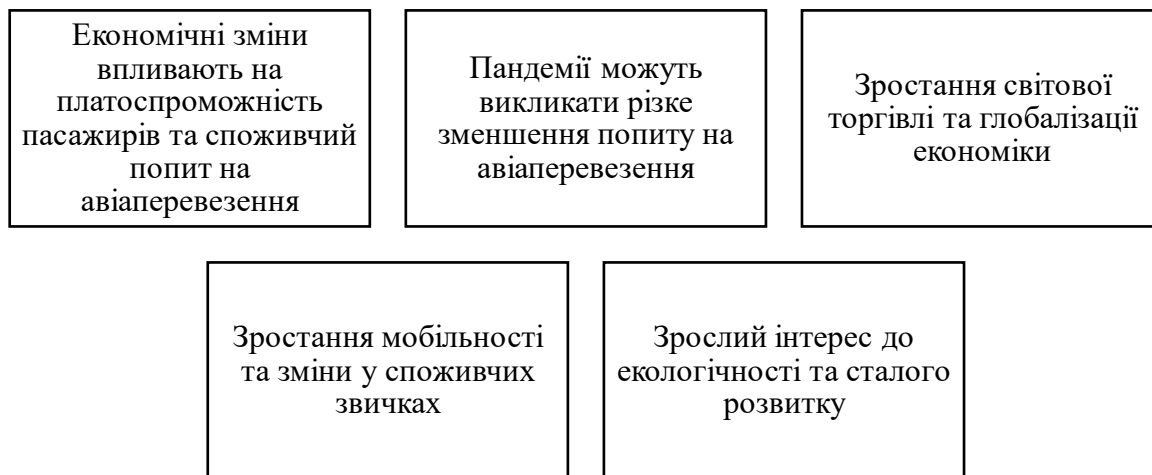 Економічні зміни
впливають на
платоспроможність
пасажирів та споживчий
попит на
авіаперевезення
Пандемії можуть
викликати різке
зменшення попиту на
авіаперевезення
Зростання світової
торгівлі та глобалізації
економіки
Зростання мобільності
та зміни у споживчих
звичках
Зрослий інтерес до
екологічності та сталого
розвитку